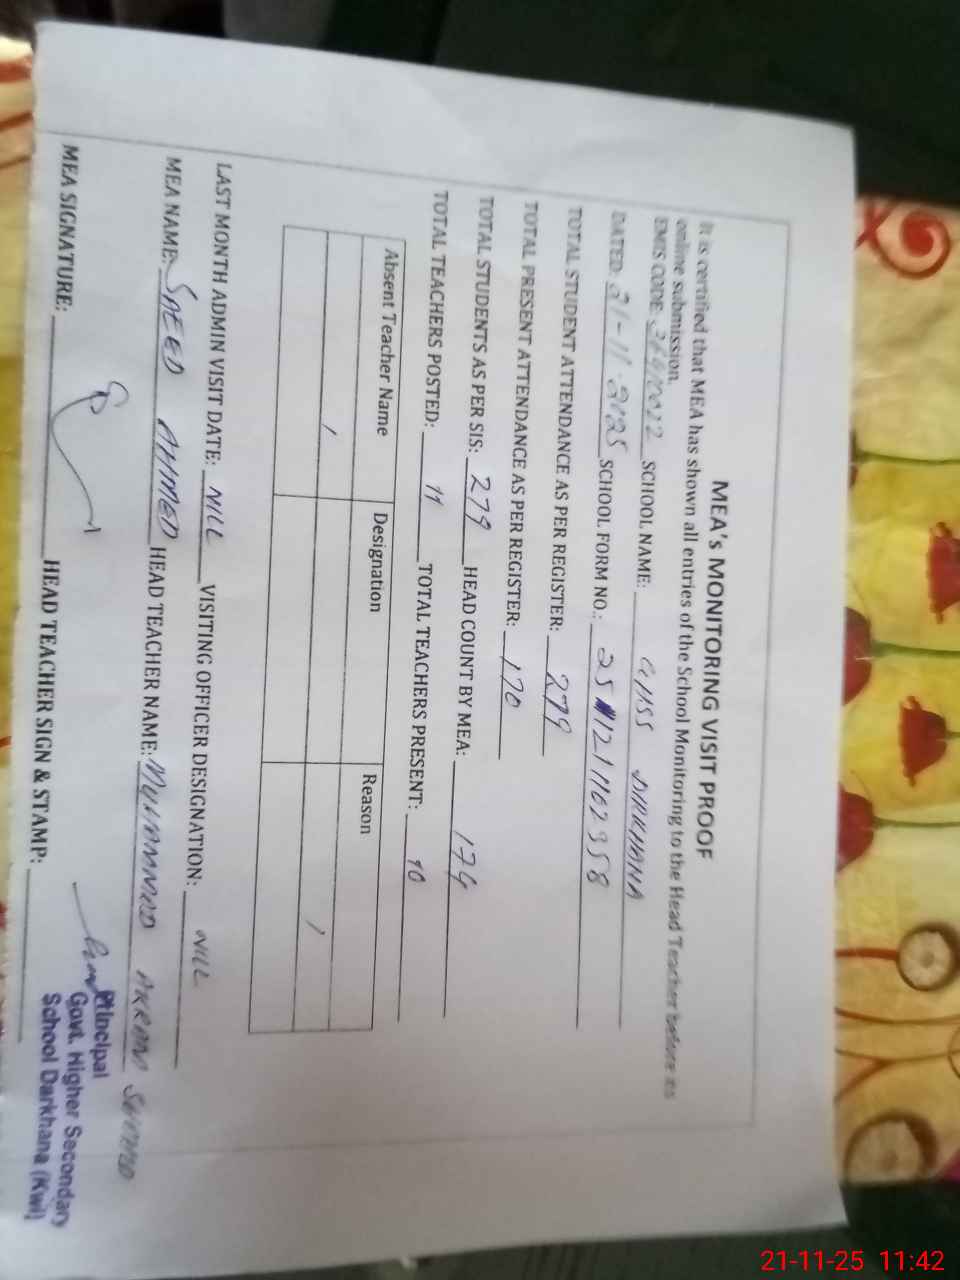 MEA's MONITORING VISIT PROOF
It is certified that MEA has shown all entries of the School Monitoring to the Head Teacher before its
online submission.
EMIS CODE: SCHOOL NAME: GHSS DARKHANA
DATED: 21-11-2025 SCHOOL FORM NO.: 25
TOTAL STUDENT ATTENDANCE AS PER REGISTER: 279
TOTAL PRESENT ATTENDANCE AS PER REGISTER: 170
TOTAL STUDENTS AS PER SIS: 279 HEAD COUNT BY MEA: 174
TOTAL TEACHERS POSTED: 11 TOTAL TEACHERS PRESENT: 10
Absent Teacher Name Designation Reason
LAST MONTH ADMIN VISIT DATE: NILL VISITING OFFICER DESIGNATION: NILL
MEA NAME: SAEED AHMED HEAD TEACHER NAME: MUHAMMAD AKRAM
MEA SIGNATURE: HEAD TEACHER SIGN & STAMP:
Principal
Govt. Higher Secondary
School Darkhana (Kwl)
21-11-25 11:42